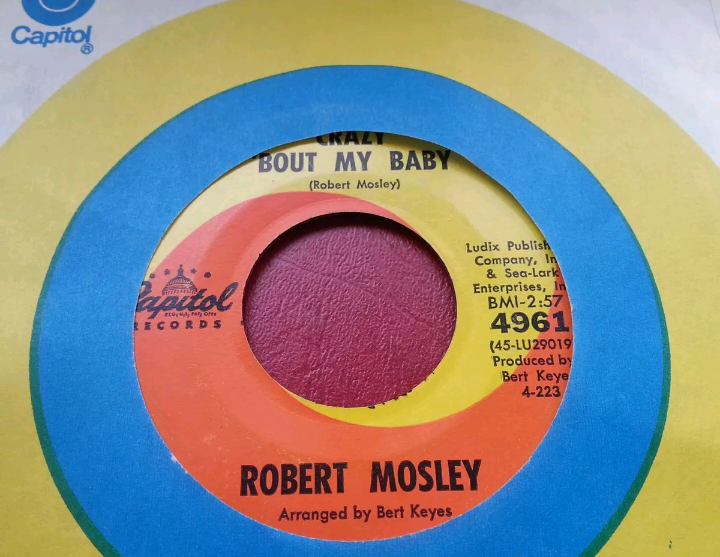 Capitol
®
CRAZY
'BOUT MY BABY
(Robert Mosley)
Capitol
RECORDS
Ludix Publish
Company, In
& Sea-Lark
Enterprises, In
BMI-2:57
4961
(45-LU29019
Produced by
Bert Keye
4-223
ROBERT MOSLEY
Arranged by Bert Keyes